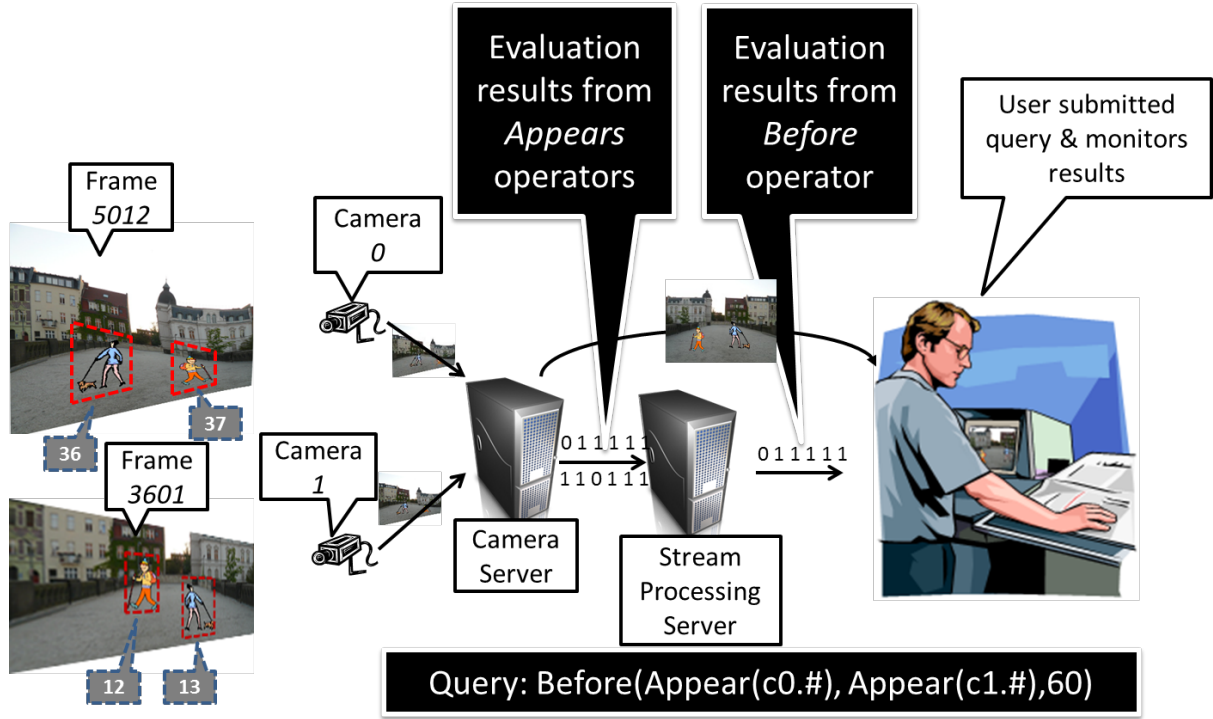 Evaluation
results from
Appears
operators
Evaluation
results from
Before
operator
User submitted
query & monitors
results
Frame
5012
Camera
0
37
36
Frame
3601
Camera
1
0 1 1 1 1 1
1 1 0 1 1 1
0 1 1 1 1 1
Camera
Server
Stream
Processing
Server
12
13
Query: Before(Appear(c0.#), Appear(c1.#),60)